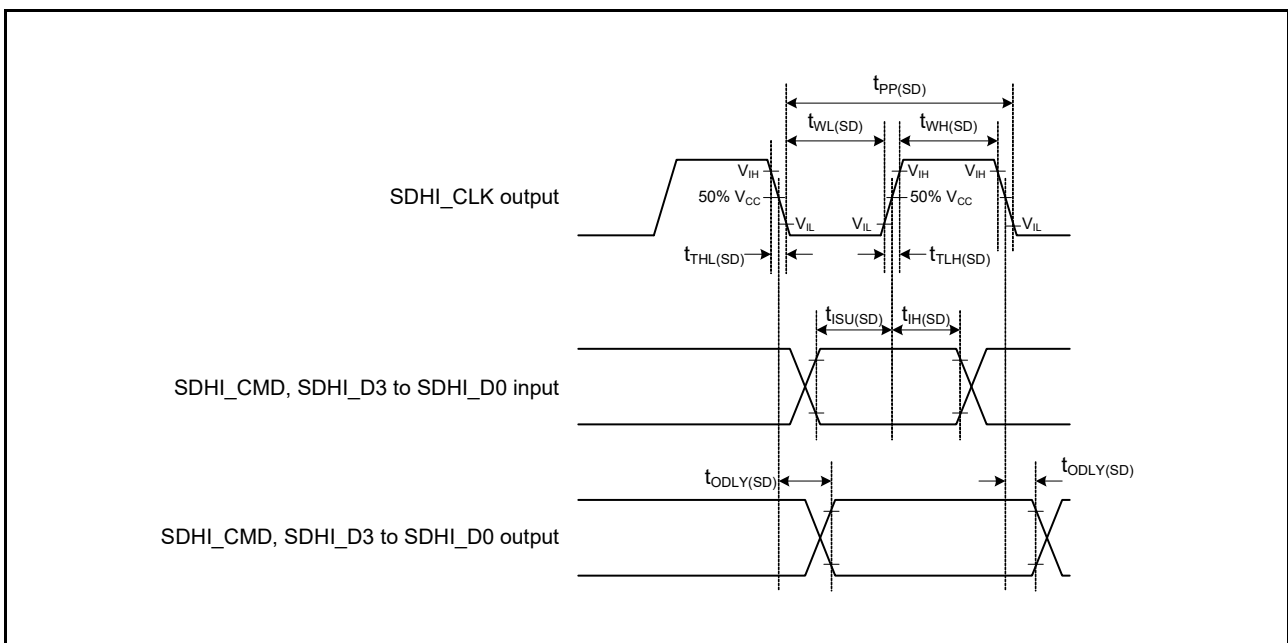 tPP(SD)
tWL(SD) tWH(SD)
VIH VIH VIH
SDHI_CLK output 50% VCC 50% VCC
VIL VIL VIL
tTHL(SD) tTLH(SD)
tISU(SD) tIH(SD)
SDHI_CMD, SDHI_D3 to SDHI_D0 input
tODLY(SD) tODLY(SD)
SDHI_CMD, SDHI_D3 to SDHI_D0 output